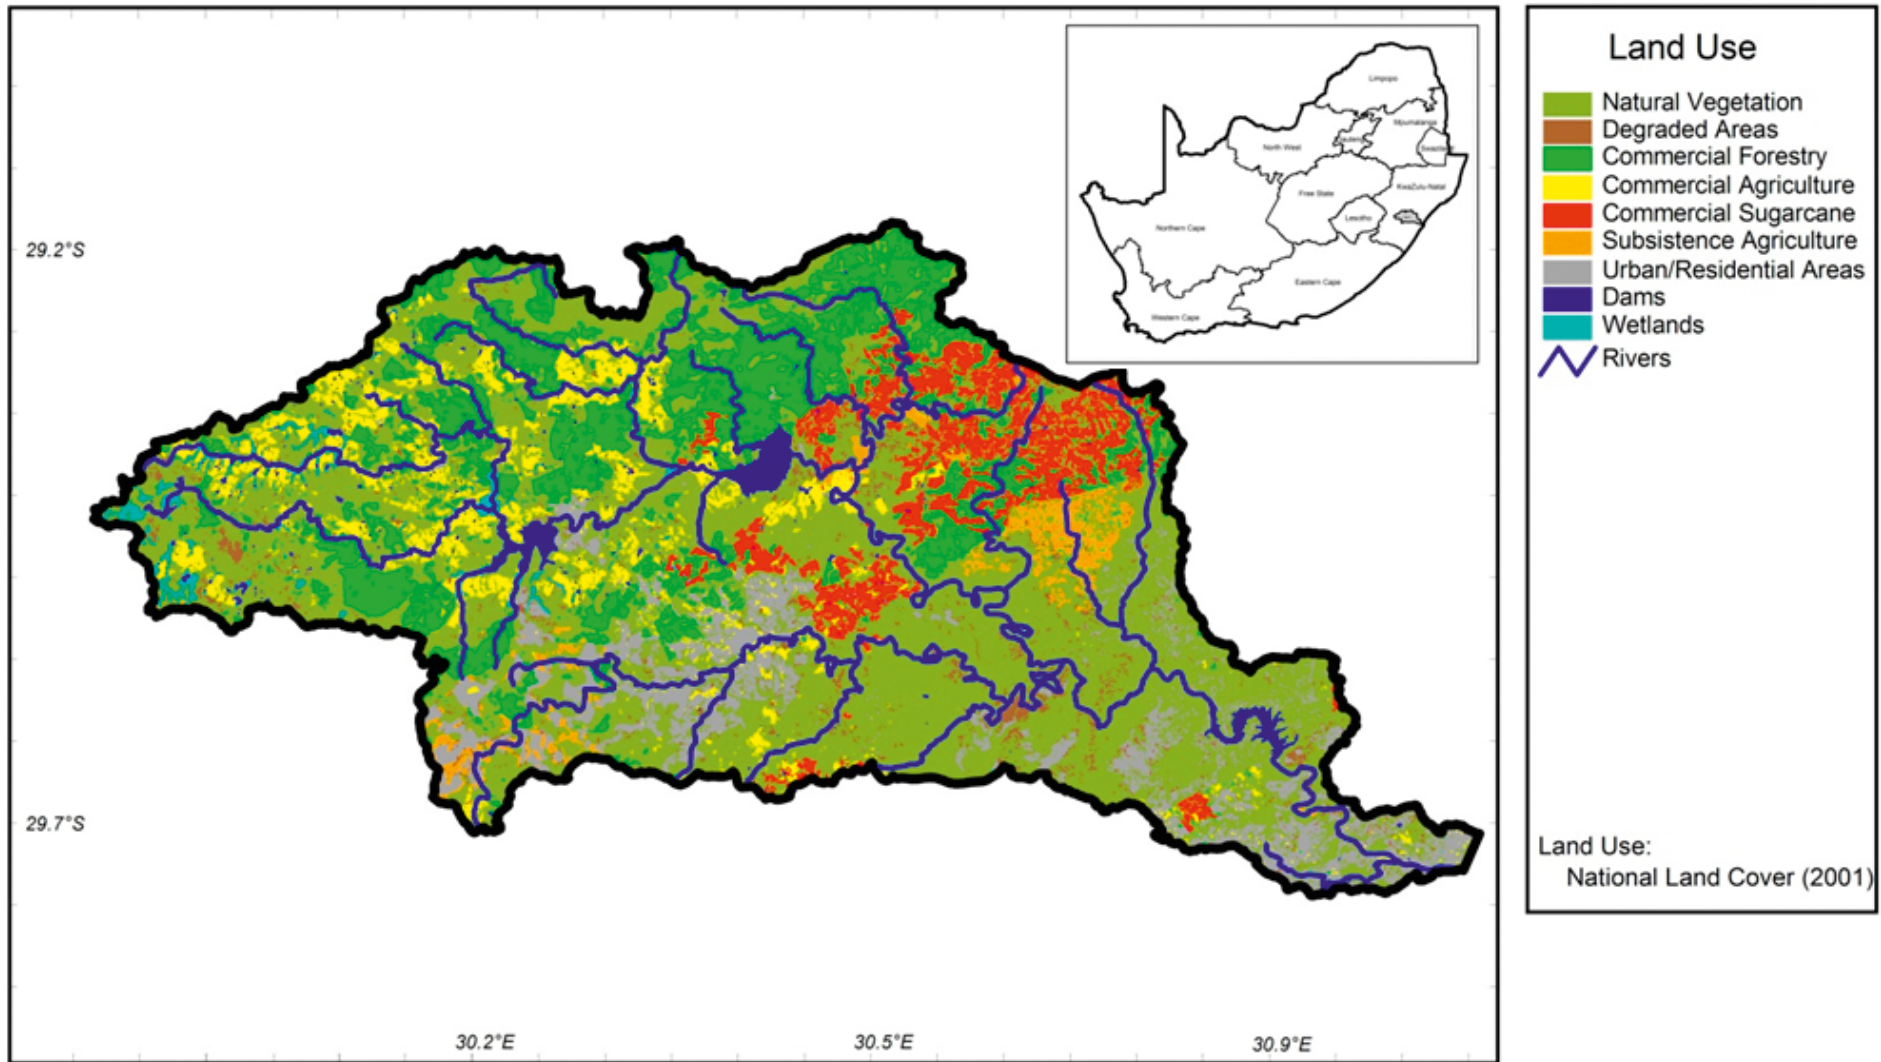 Land Use
Natural Vegetation
Degraded Areas
Commercial Forestry
Commercial Agriculture
Commercial Sugarcane
Subsistence Agriculture
Urban/Residential Areas
Dams
Wetlands
Rivers
Land Use:
National Land Cover (2001)
Limpopo
Mpumalanga
North West
Free State
KwaZulu-Natal
Lesotho
Northern Cape
Eastern Cape
Western Cape
29.2°S
29.7°S
30.2°E
30.5°E
30.9°E